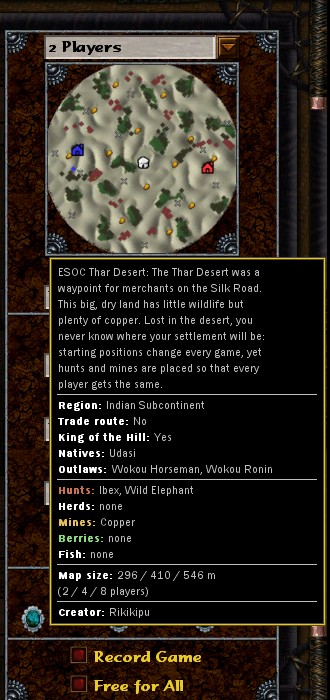 2 Players
ESOC Thar Desert: The Thar Desert was a
waypoint for merchants on the Silk Road.
This big, dry land has little wildlife but
plenty of copper. Lost in the desert, you
never know where your settlement will be:
starting positions change every game, yet
hunts and mines are placed so that every
player gets the same.
Region: Indian Subcontinent
Trade route: No
King of the Hill: Yes
Natives: Udasi
Outlaws: Wokou Horseman, Wokou Ronin
Hunts: Ibex, Wild Elephant
Herds: none
Mines: Copper
Berries: none
Fish: none
Map size: 296 / 410 / 546 m
(2 / 4 / 8 players)
Creator: Rikikipu
Record Game
Free for All